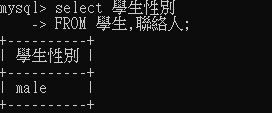 mysql> select 學生性別
    -> FROM 學生,聯絡人;
+----------+
| 學生性別 |
+----------+
| male     |
+----------+